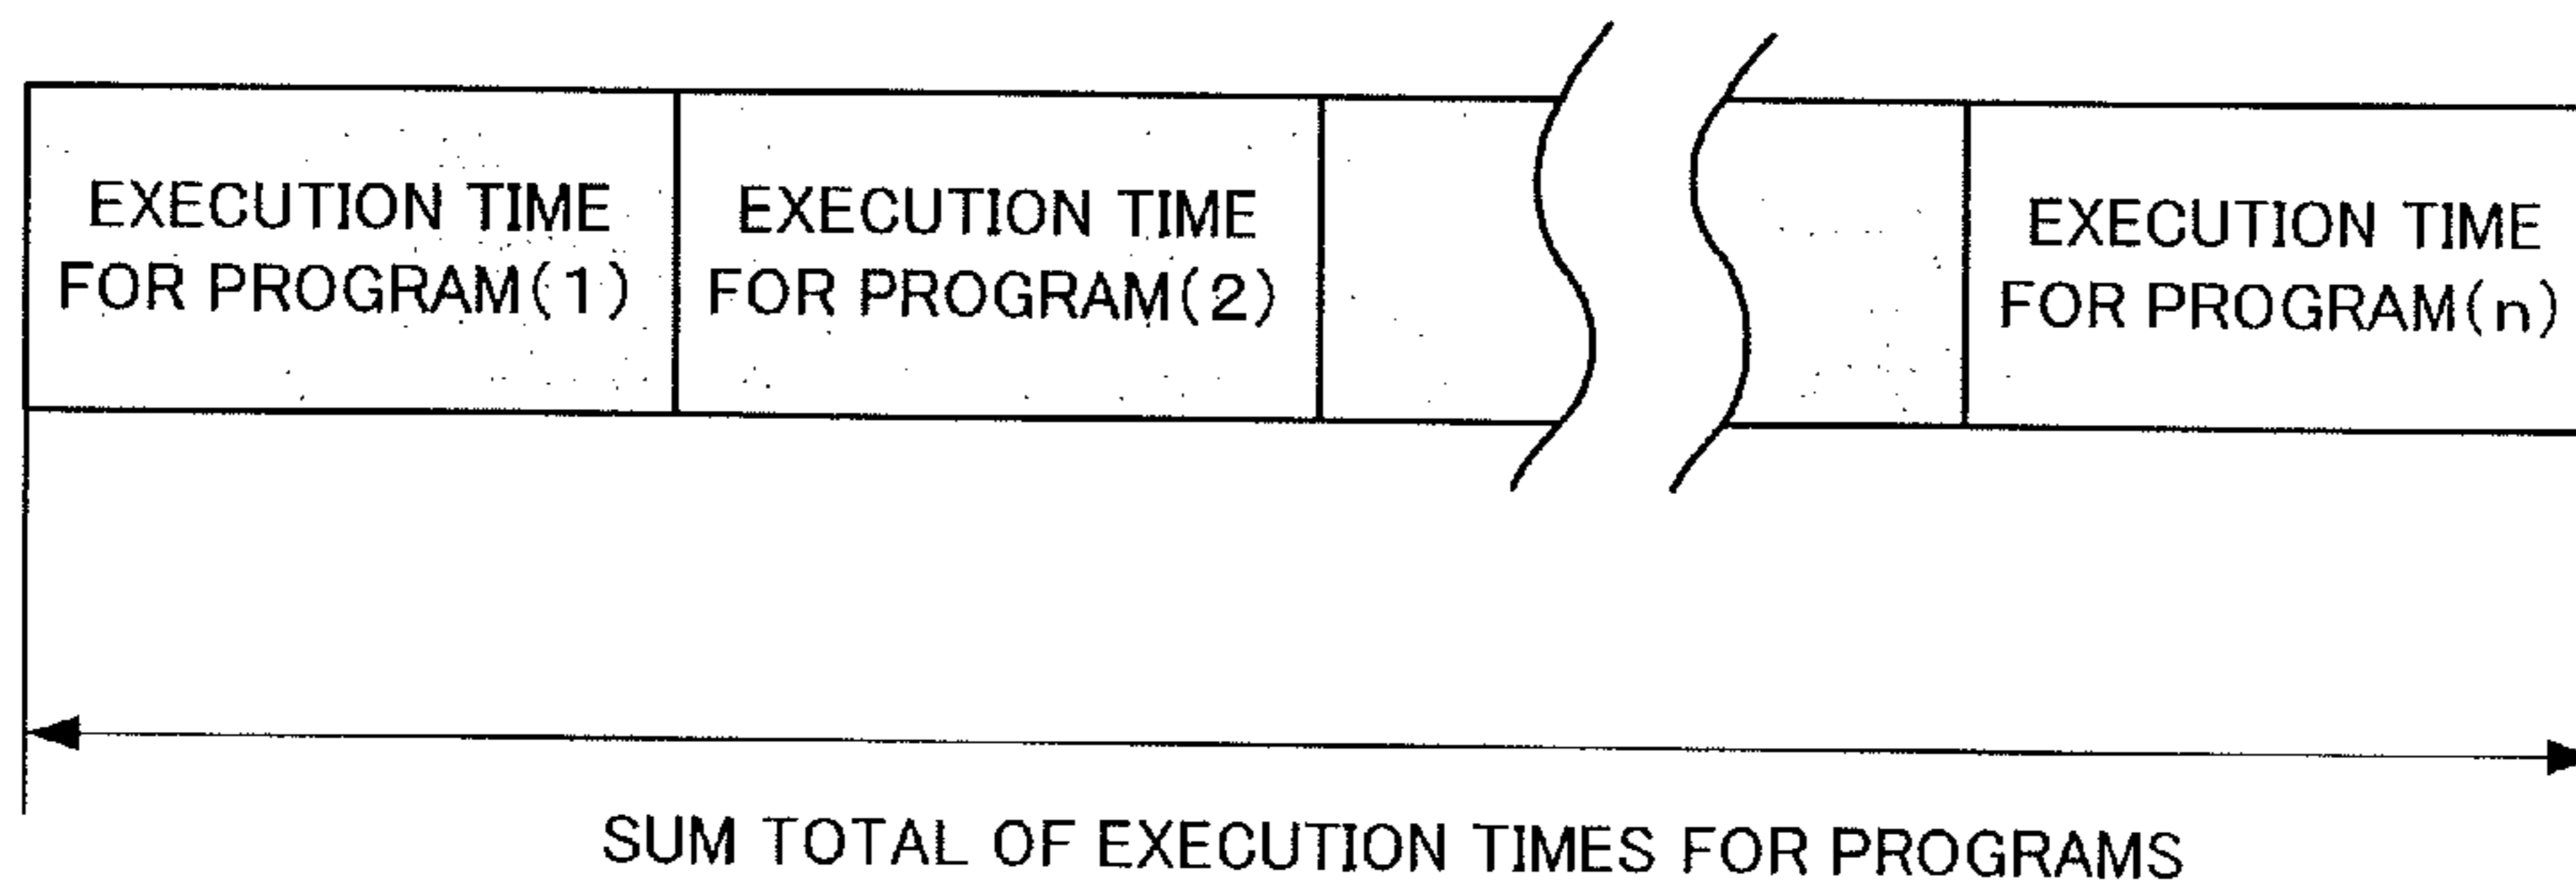 EXECUTION TIME
FOR PROGRAM(1)
EXECUTION TIME
FOR PROGRAM(2)
EXECUTION TIME
FOR PROGRAM(n)
SUM TOTAL OF EXECUTION TIMES FOR PROGRAMS